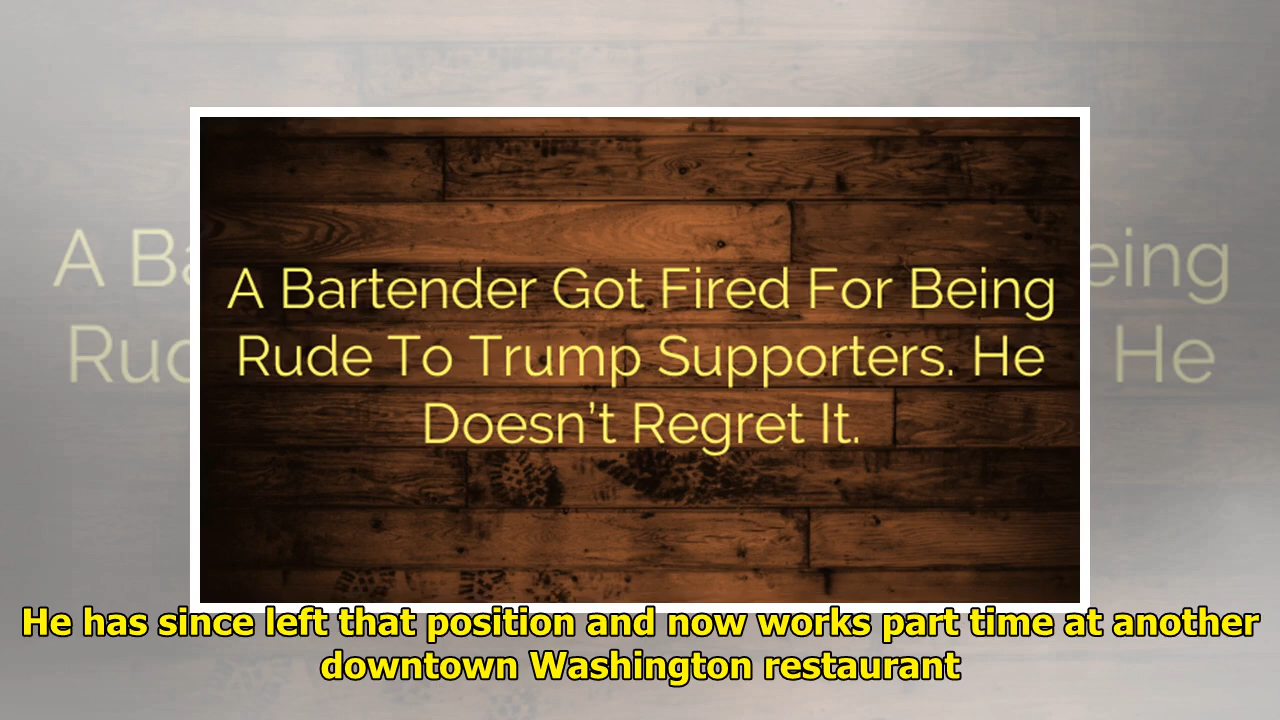 A Bartender Got Fired For Being
Rude To Trump Supporters. He
Doesn’t Regret It.
He has since left that position and now works part time at another
downtown Washington restaurant